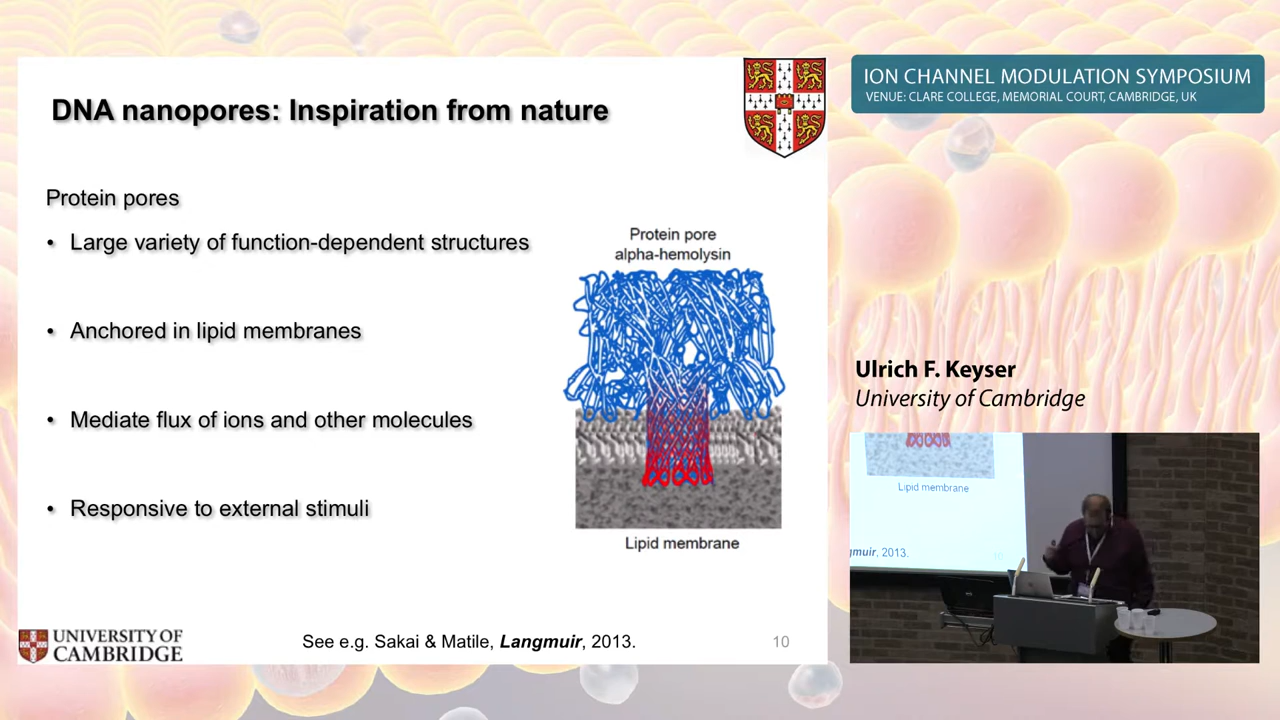 DNA nanopores: Inspiration from nature
Protein pores
• Large variety of function-dependent structures
• Anchored in lipid membranes
• Mediate flux of ions and other molecules
• Responsive to external stimuli
Protein pore
alpha-hemolysin
Lipid membrane
UNIVERSITY OF
CAMBRIDGE
See e.g. Sakai & Matile, Langmuir, 2013.
10
ION CHANNEL MODULATION SYMPOSIUM
VENUE: CLARE COLLEGE, MEMORIAL COURT, CAMBRIDGE, UK
Ulrich F. Keyser
University of Cambridge
Lipid membrane
gmuir, 2013.
10